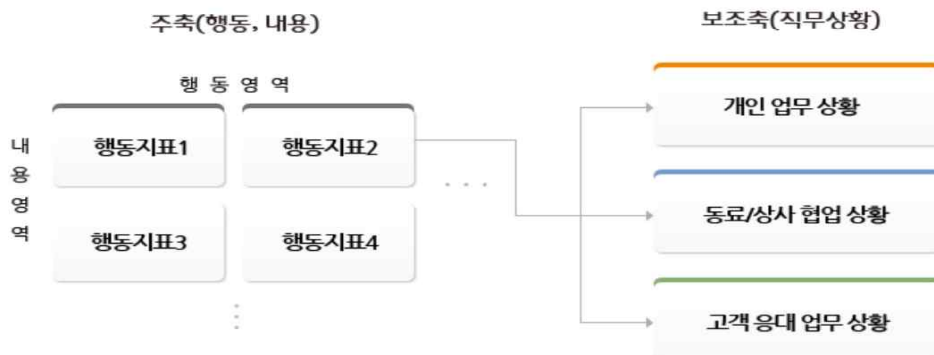 주축(행동, 내용)
보조축(직무상황)
행 동 영 역
내
용
영
역
행동지표1
행동지표2
. . .
행동지표3
행동지표4
개인 업무 상황
동료/상사 협업 상황
고객 응대 업무 상황